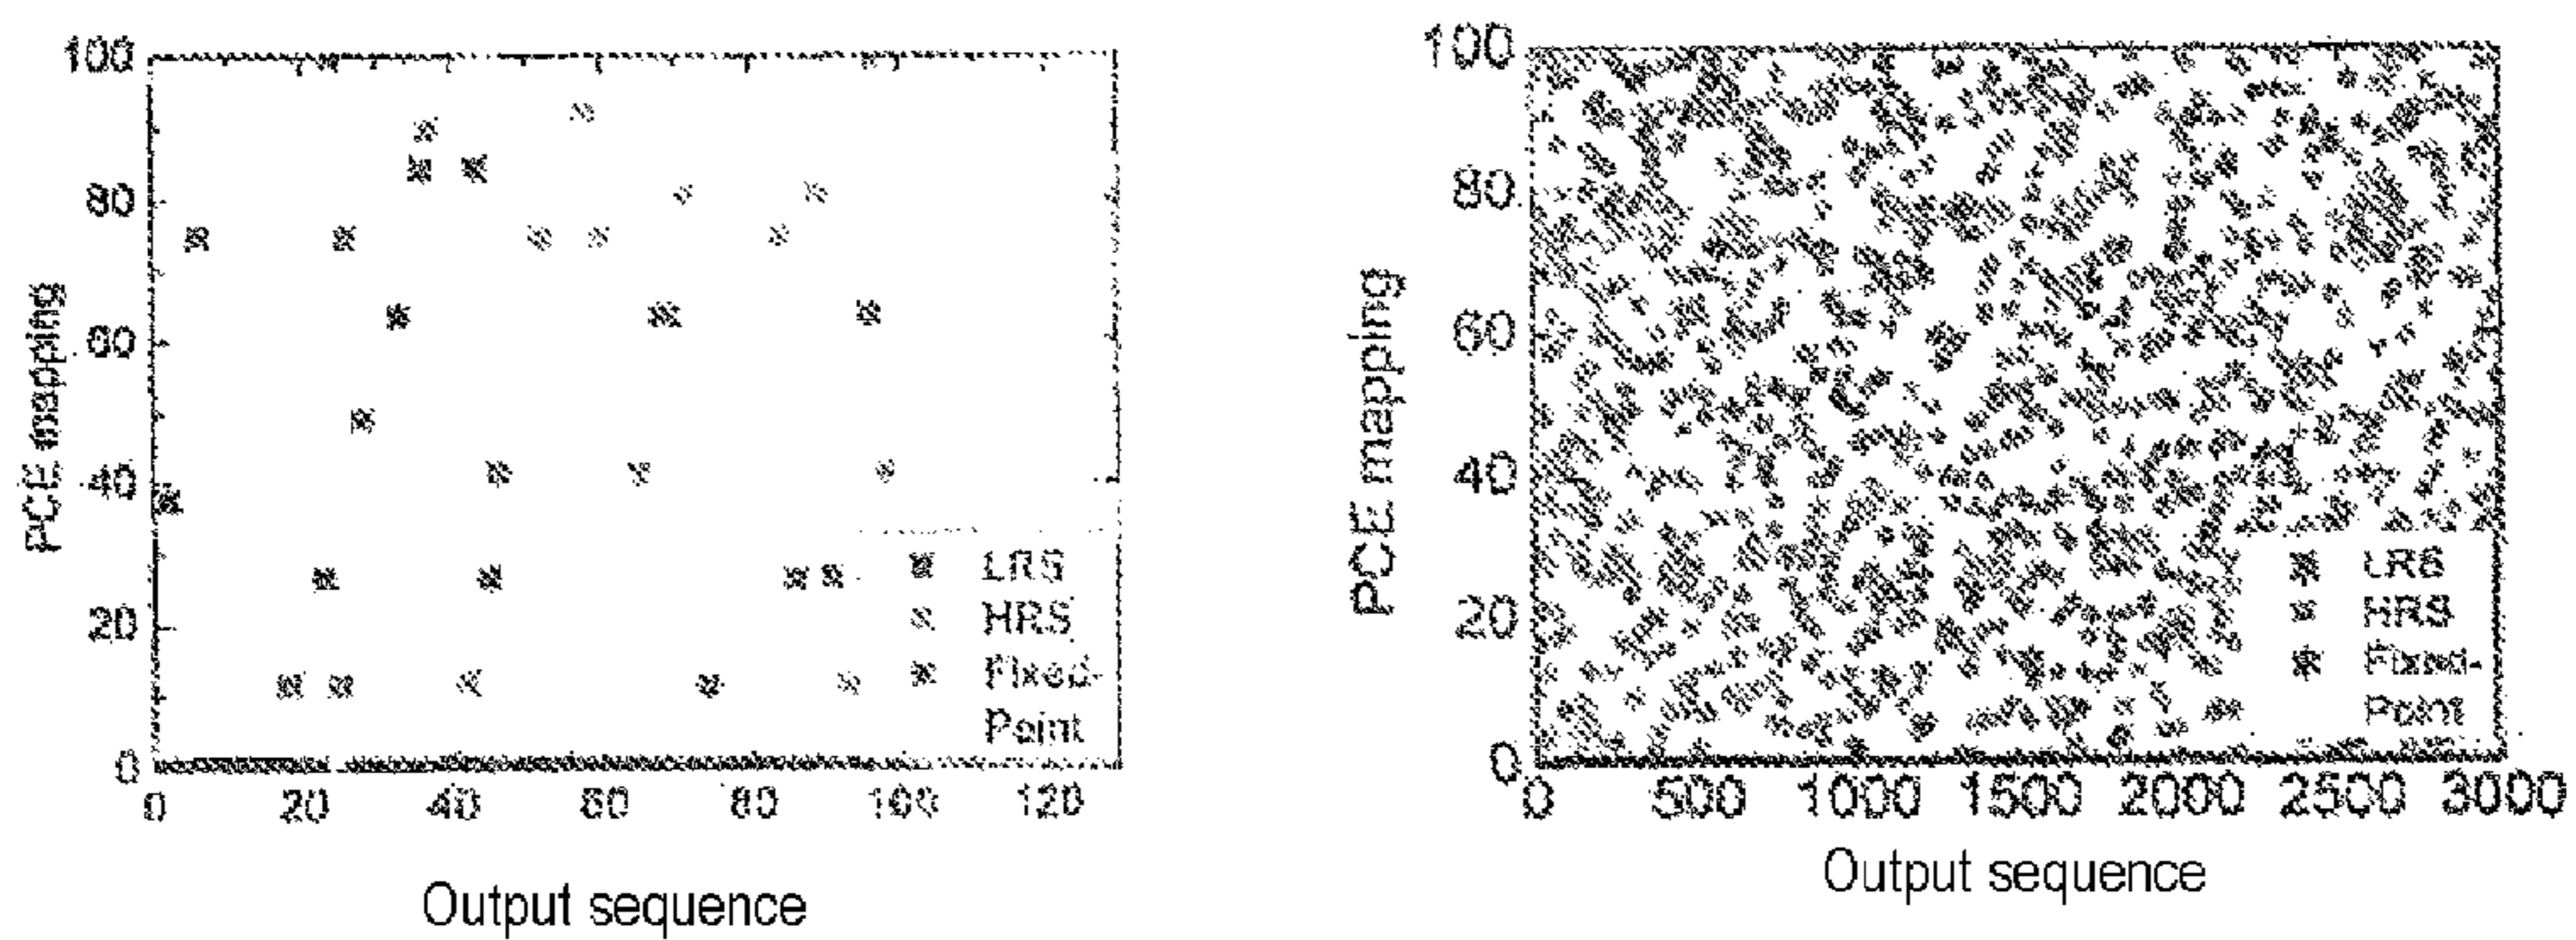 100
80
60
40
20
0
PCE mapping
0 20 40 60 80 100 120
Output sequence
LRS
HRS
Fixed-
Point
100
80
60
40
20
0
PCE mapping
0 500 1000 1500 2000 2500 3000
Output sequence
LRS
HRS
Fixed-
Point